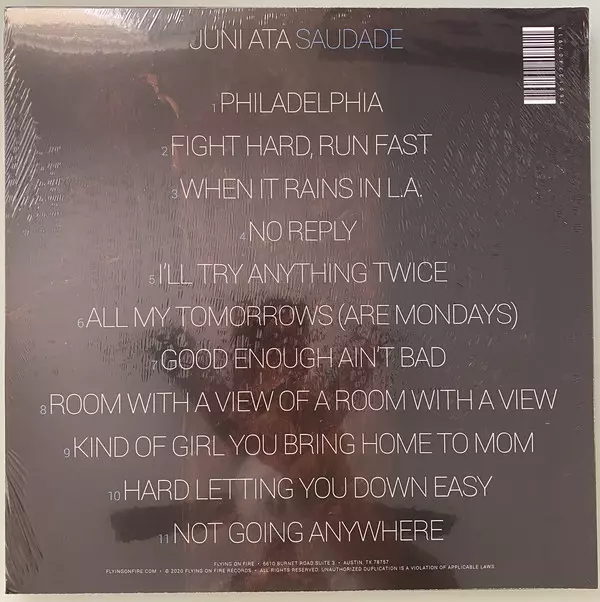 JUNI ATA SAUDADE
1 PHILADELPHIA
2 FIGHT HARD, RUN FAST
3 WHEN IT RAINS IN L.A.
4 NO REPLY
5 I'LL TRY ANYTHING TWICE
6 ALL MY TOMORROWS (ARE MONDAYS)
7 GOOD ENOUGH AIN'T BAD
8 ROOM WITH A VIEW OF A ROOM WITH A VIEW
9 KIND OF GIRL YOU BRING HOME TO MOM
10 HARD LETTING YOU DOWN EASY
11 NOT GOING ANYWHERE
FLYING ON FIRE • 5610 BURNET ROAD SUITE 3 • AUSTIN, TX 78757
FLYINGONFIRE.COM • © 2020 FLYING ON FIRE RECORDS • ALL RIGHTS RESERVED. UNAUTHORIZED DUPLICATION IS A VIOLATION OF APPLICABLE LAWS